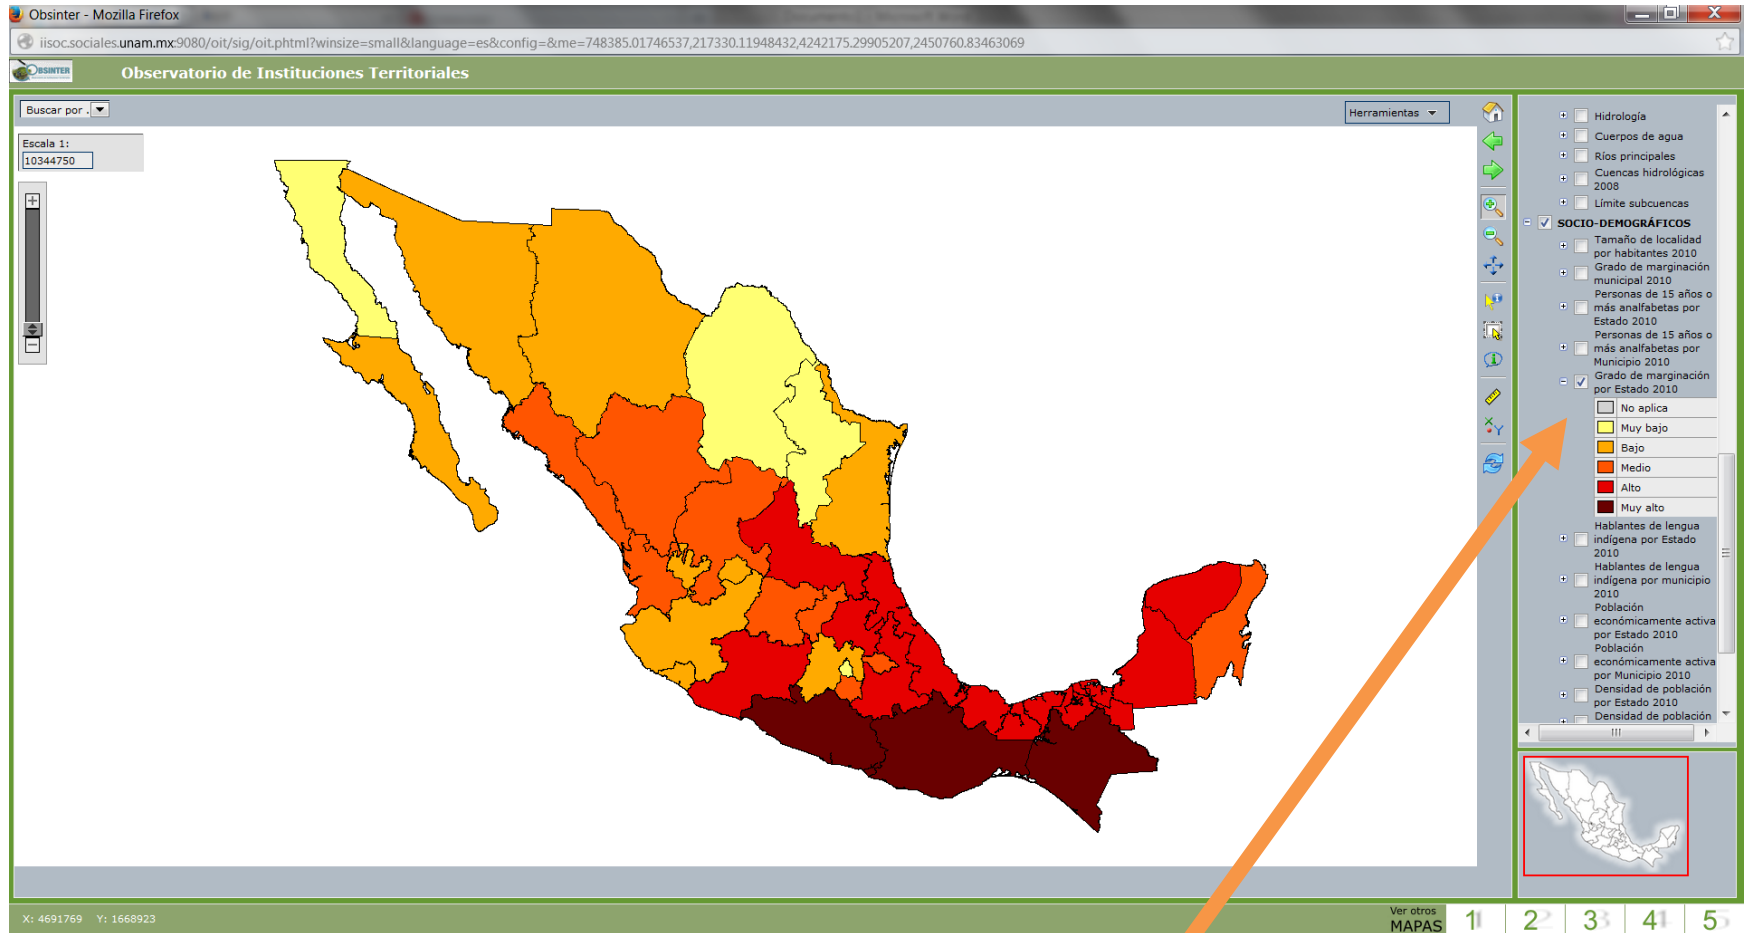 Obsinter - Mozilla Firefox
iisoc.sociales.unam.mx:9080/oit/sig/oit.phtml?winsize=small&language=es&config=&me=748385.01746537,217330.11948432,4242175.29905207,2450760.83463069
OBSINTER
Observatorio de Instituciones Territoriales
Buscar por .
Herramientas
Escala 1:
10344750
Hidrología
Cuerpos de agua
Ríos principales
Cuencas hidrológicas
2008
Límite subcuencas
SOCIO-DEMOGRÁFICOS
Tamaño de localidad
por habitantes 2010
Grado de marginación
municipal 2010
Personas de 15 años o
más analfabetas por
Estado 2010
Personas de 15 años o
más analfabetas por
Municipio 2010
Grado de marginación
por Estado 2010
No aplica
Muy bajo
Bajo
Medio
Alto
Muy alto
Hablantes de lengua
indígena por Estado
2010
Hablantes de lengua
indígena por municipio
2010
Población
económicamente activa
por Estado 2010
Población
económicamente activa
por Municipio 2010
Densidad de población
por Estado 2010
Densidad de población
X: 4691769 Y: 1668923
Ver otros
MAPAS
1 2 3 4 5